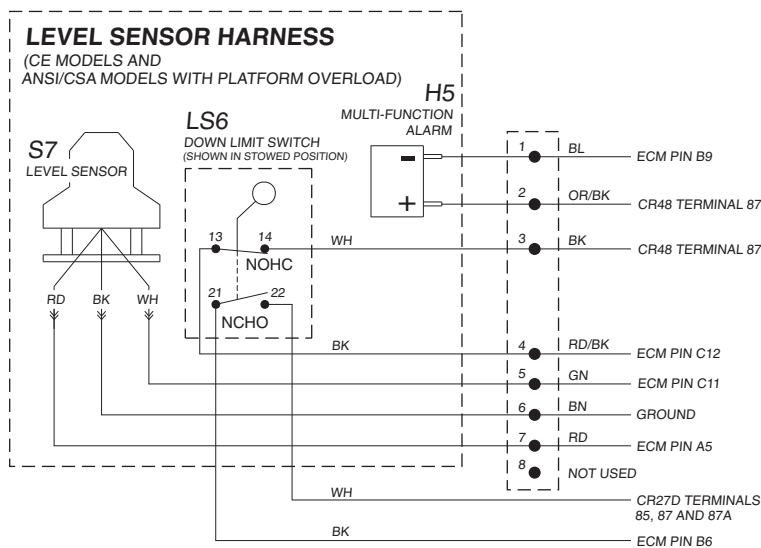 LEVEL SENSOR HARNESS
(CE MODELS AND
ANSI/CSA MODELS WITH PLATFORM OVERLOAD)
H5
MULTI-FUNCTION
ALARM
LS6
DOWN LIMIT SWITCH
(SHOWN IN STOWED POSITION)
S7
LEVEL SENSOR
-
+
1 BL ECM PIN B9
2 OR/BK CR48 TERMINAL 87
13 14 WH 3 BK CR48 TERMINAL 87
NOHC
RD BK WH
21 22
NCHO
BK 4 RD/BK ECM PIN C12
5 GN ECM PIN C11
6 BN GROUND
7 RD ECM PIN A5
8 NOT USED
WH CR27D TERMINALS
85, 87 AND 87A
BK ECM PIN B6